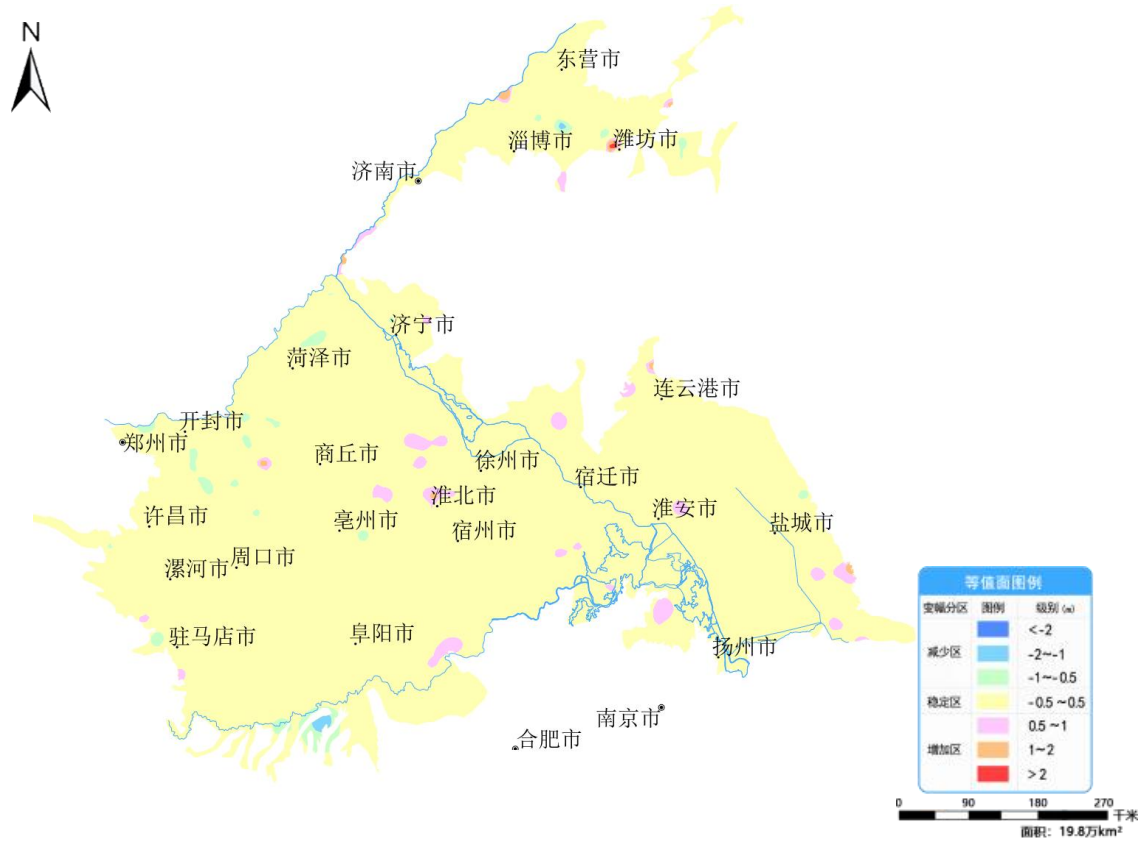 N
东营市
淄博市
潍坊市
济南市
济宁市
菏泽市
连云港市
开封市
郑州市
商丘市
徐州市
宿迁市
淮北市
许昌市
亳州市
宿州市
淮安市
盐城市
漯河市
周口市
驻马店市
阜阳市
扬州市
南京市
合肥市
等值面图例
变幅分区 图例 级别 (m)
<-2
减少区 -2~-1
-1~-0.5
稳定区 -0.5~0.5
0.5~1
增加区 1~2
>2
0 90 180 270
千米
面积：19.8万km²